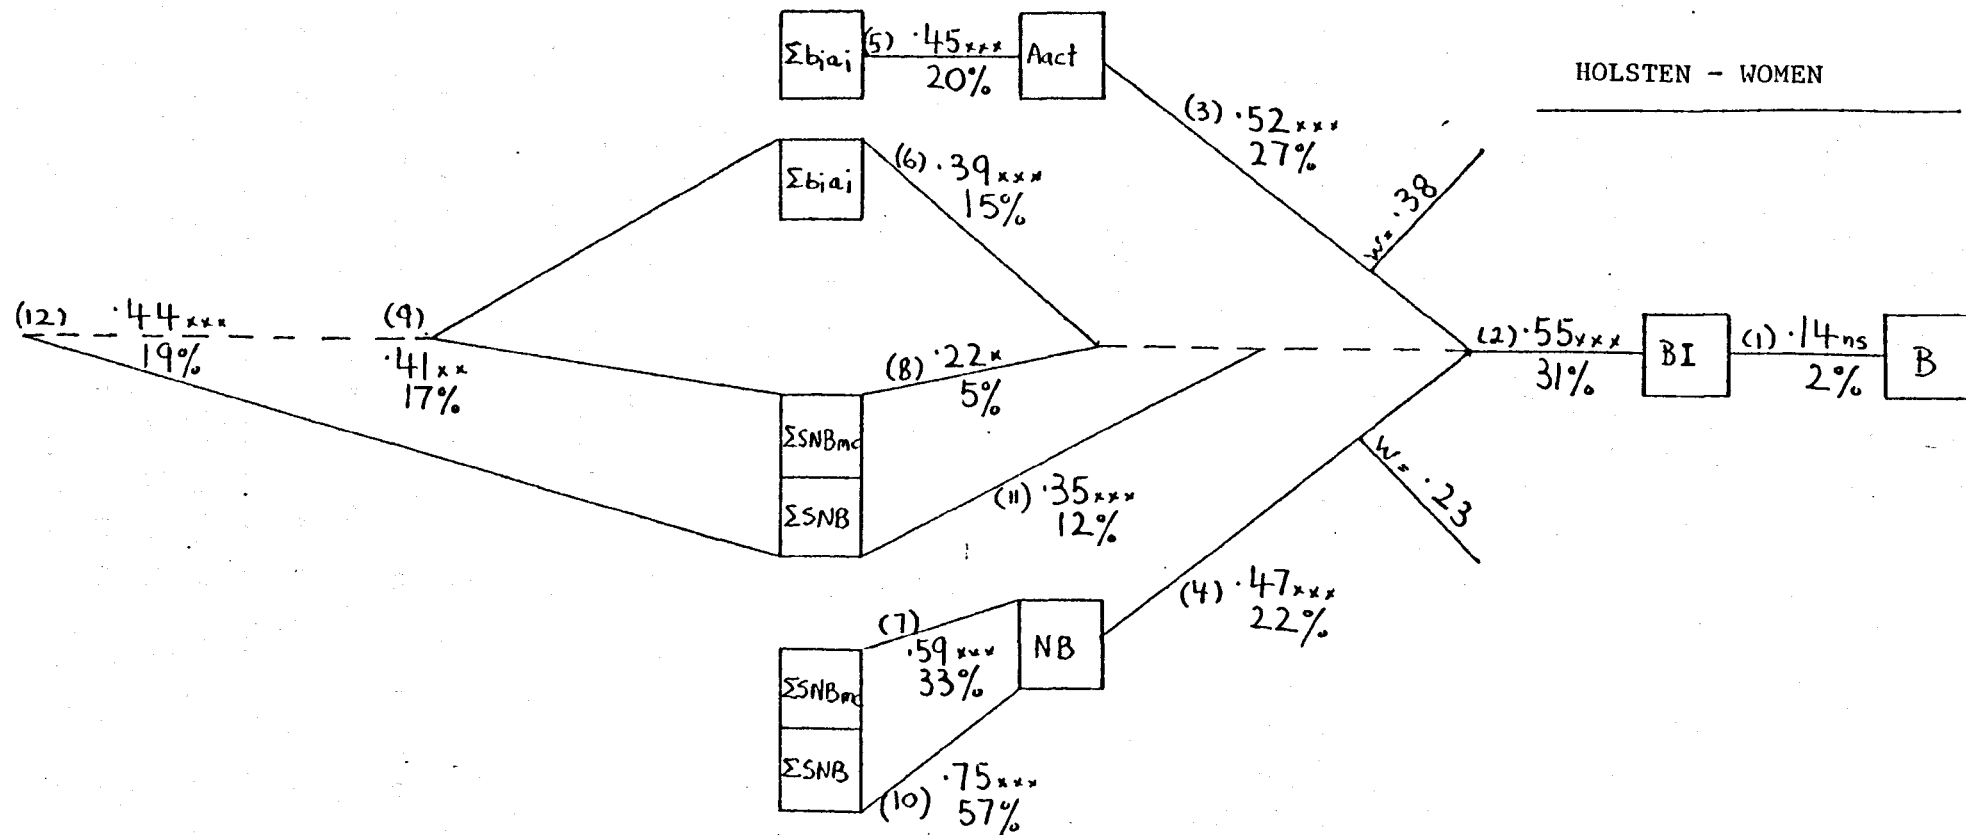 HOLSTEN - WOMEN
Σbiai
(5) .45xxx
20%
Aact
(3) .52xxx
27%
Σbiai
(6) .39xxx
15%
W= .38
(12) .44xxx
19%
(9)
.41xx
17%
(8) .22x
5%
(2) .55xxx
31%
BI
(1) .14ns
2%
B
ΣSNBmc
ΣSNB
(11) .35xxx
12%
W= .23
(4) .47xxx
22%
(7)
.59xxx
33%
NB
ΣSNBmc
ΣSNB
(10) .75xxx
57%